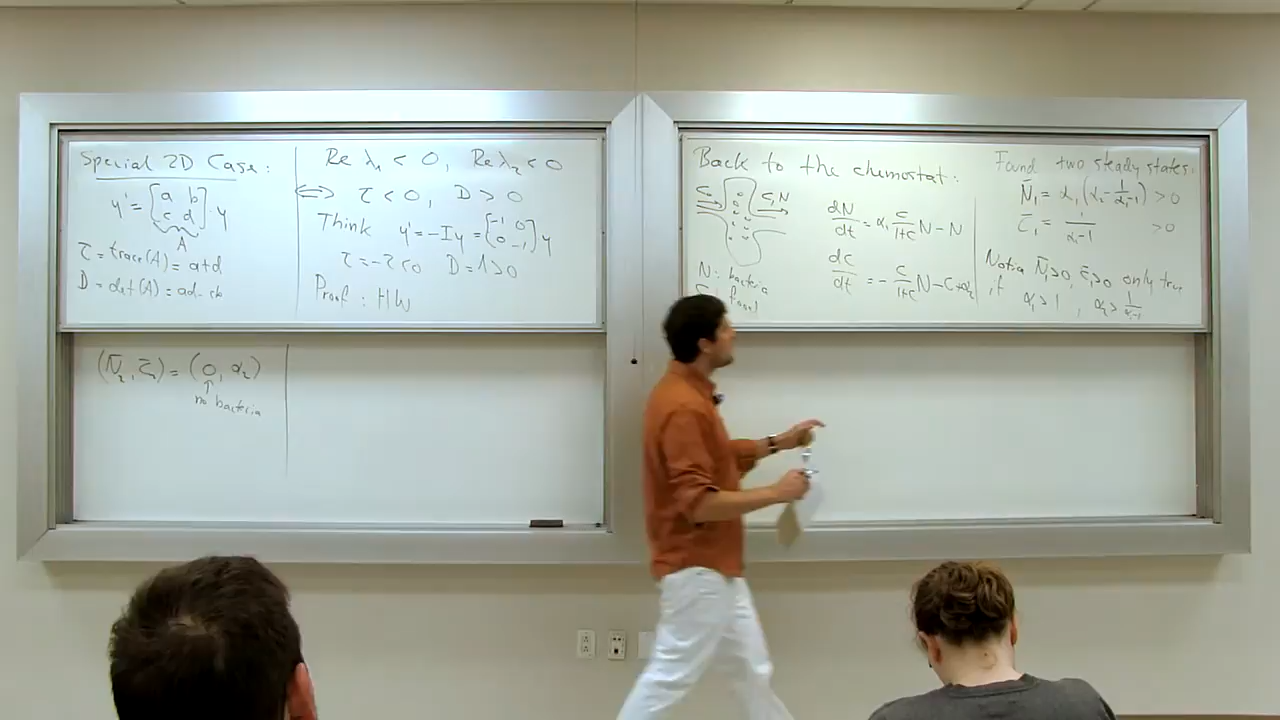 Special 2D Case:
y' = [a b; c d] y
A
τ = trace(A) = a+d
D = det(A) = ad-cb
Re λ₁ < 0, Re λ₂ < 0
⟺ τ < 0, D > 0
Think y' = -Iy = [-1 0; 0 -1] y
τ = -2 < 0 D = 1 > 0
Proof: HW
(N̄₂, C̄₂) = (0, α₂)
↑
no bacteria
Back to the chemostat:
C₀
C, N
N: bacteria
C: food
dN/dt = α₁ C/(1+C) N - N
dC/dt = - C/(1+C) N - C + α₂
Found two steady states:
N̄₁ = α₁(α₂ - 1/(α₁-1)) > 0
C̄₁ = 1/(α₁-1) > 0
Notice N̄₁>0, C̄₁>0 only true
if α₁ > 1, α₂ > 1/(α₁-1)